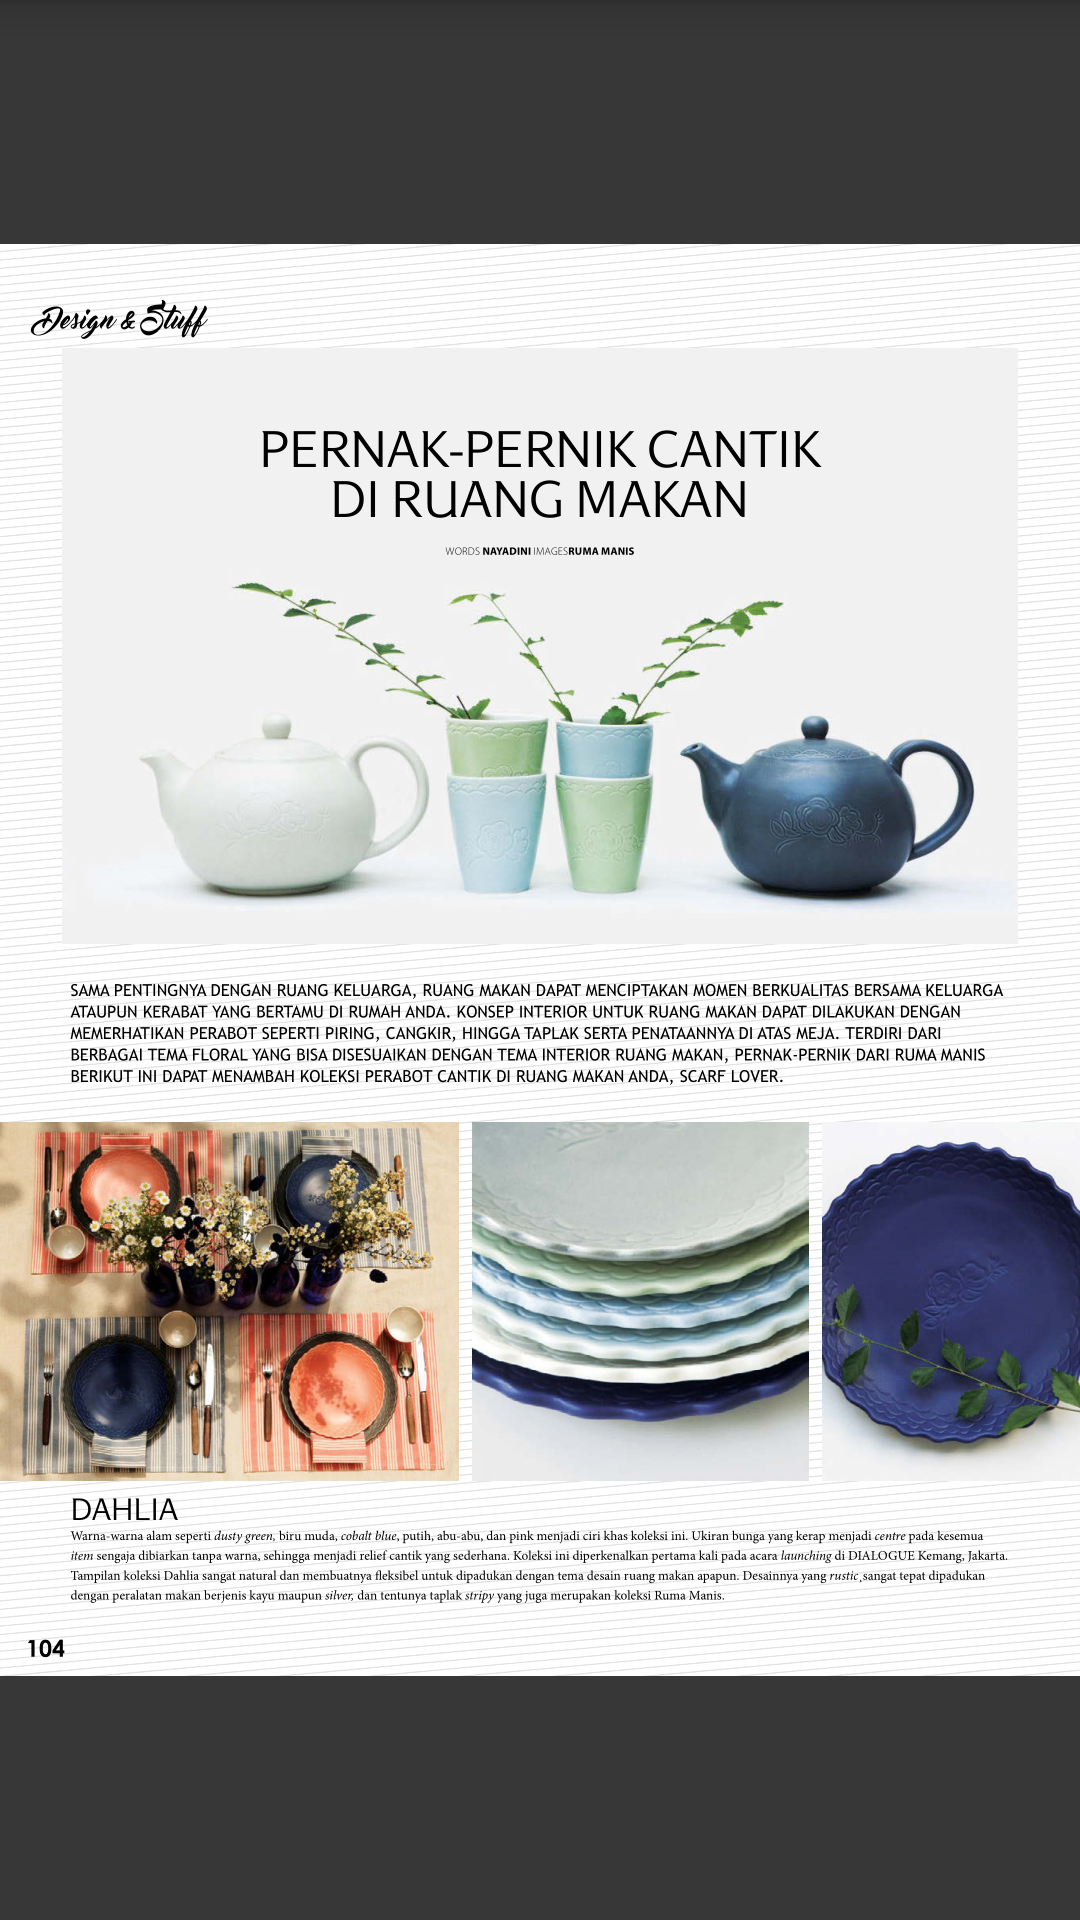 Design & Stuff
PERNAK-PERNIK CANTIK
DI RUANG MAKAN
WORDS NAYADINI IMAGESRUMA MANIS
SAMA PENTINGNYA DENGAN RUANG KELUARGA, RUANG MAKAN DAPAT MENCIPTAKAN MOMEN BERKUALITAS BERSAMA KELUARGA
ATAUPUN KERABAT YANG BERTAMU DI RUMAH ANDA. KONSEP INTERIOR UNTUK RUANG MAKAN DAPAT DILAKUKAN DENGAN
MEMERHATIKAN PERABOT SEPERTI PIRING, CANGKIR, HINGGA TAPLAK SERTA PENATAANNYA DI ATAS MEJA. TERDIRI DARI
BERBAGAI TEMA FLORAL YANG BISA DISESUAIKAN DENGAN TEMA INTERIOR RUANG MAKAN, PERNAK-PERNIK DARI RUMA MANIS
BERIKUT INI DAPAT MENAMBAH KOLEKSI PERABOT CANTIK DI RUANG MAKAN ANDA, SCARF LOVER.
DAHLIA
Warna-warna alam seperti dusty green, biru muda, cobalt blue, putih, abu-abu, dan pink menjadi ciri khas koleksi ini. Ukiran bunga yang kerap menjadi centre pada kesemua
item sengaja dibiarkan tanpa warna, sehingga menjadi relief cantik yang sederhana. Koleksi ini diperkenalkan pertama kali pada acara launching di DIALOGUE Kemang, Jakarta.
Tampilan koleksi Dahlia sangat natural dan membuatnya fleksibel untuk dipadukan dengan tema desain ruang makan apapun. Desainnya yang rustic¸sangat tepat dipadukan
dengan peralatan makan berjenis kayu maupun silver, dan tentunya taplak stripy yang juga merupakan koleksi Ruma Manis.
104